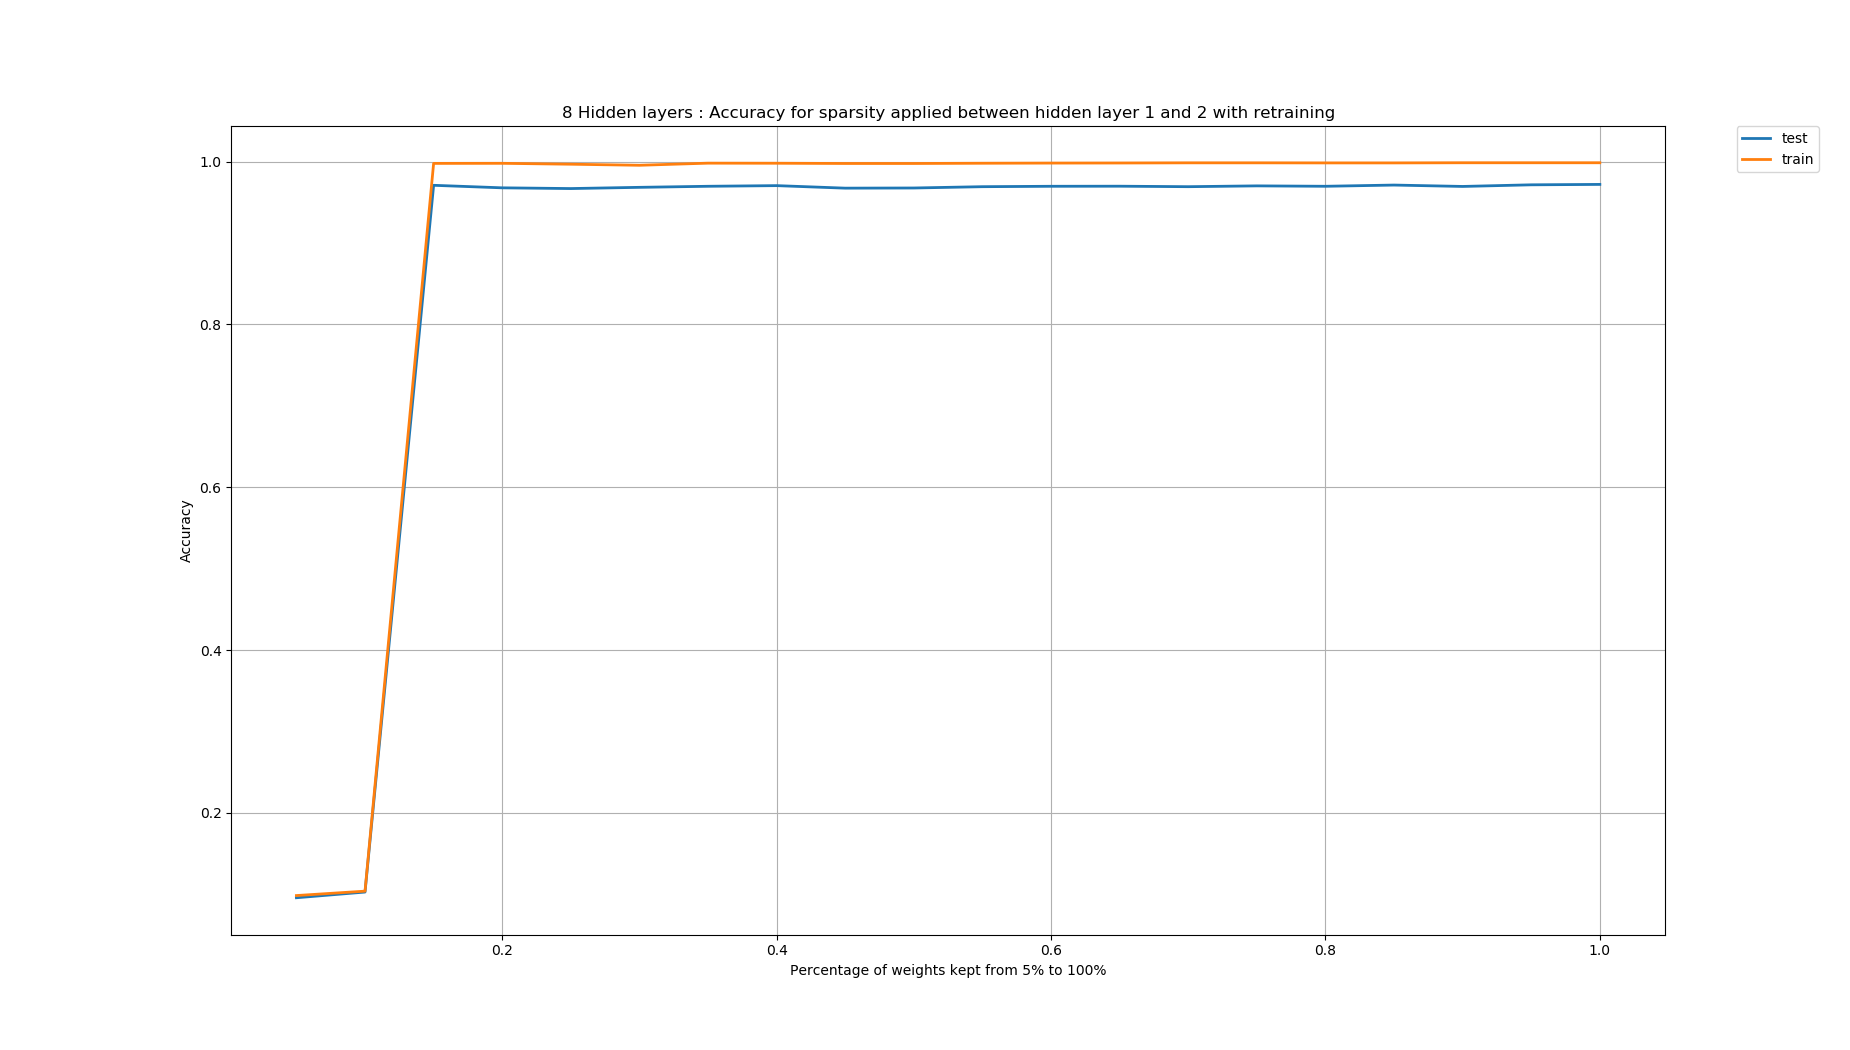 8 Hidden layers : Accuracy for sparsity applied between hidden layer 1 and 2 with retraining
test
train
1.0
0.8
0.6
0.4
0.2
Accuracy
0.2 0.4 0.6 0.8 1.0
Percentage of weights kept from 5% to 100%